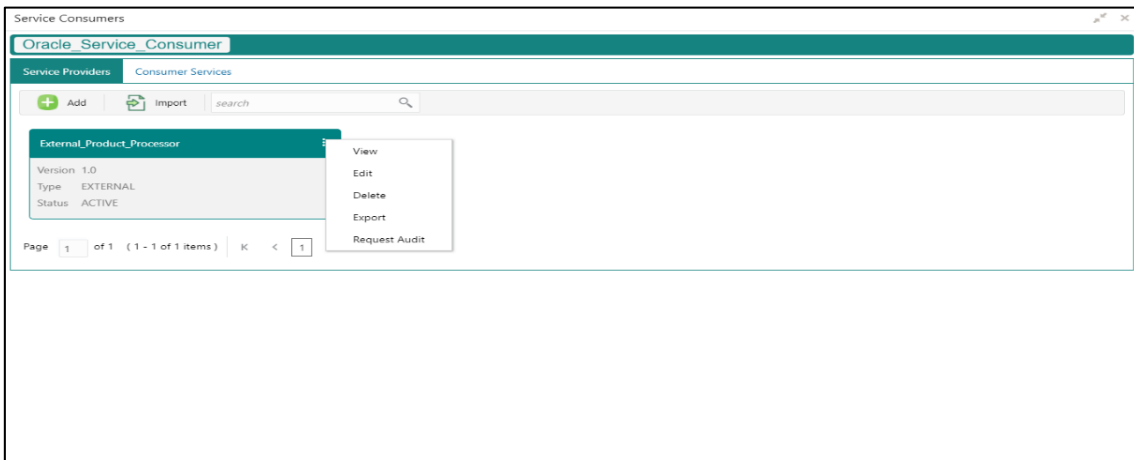 Service Consumers
Oracle_Service_Consumer
Service Providers Consumer Services
Add Import search
External_Product_Processor
Version 1.0
Type EXTERNAL
Status ACTIVE
View
Edit
Delete
Export
Request Audit
Page 1 of 1 (1 - 1 of 1 items) K < 1